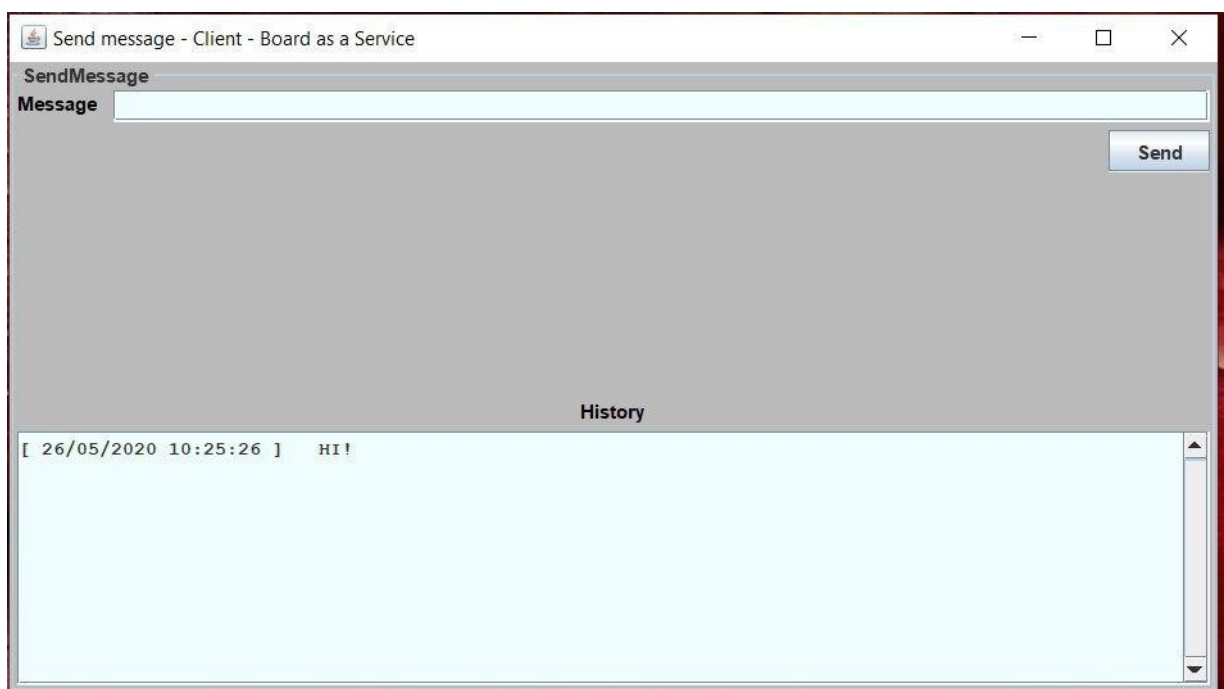 Send message - Client - Board as a Service
SendMessage
Message
Send
History
[ 26/05/2020 10:25:26 ]   HI!